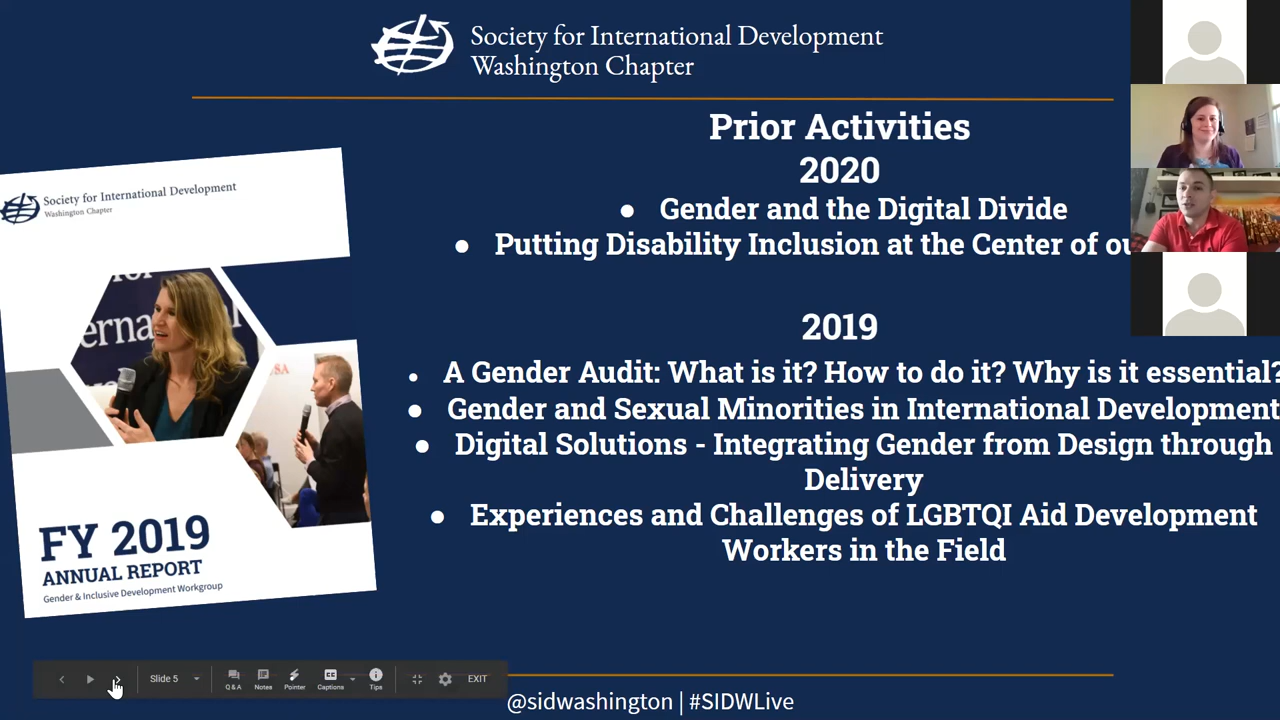 Society for International Development
Washington Chapter
Prior Activities
2020
● Gender and the Digital Divide
● Putting Disability Inclusion at the Center of
2019
● A Gender Audit: What is it? How to do it? Why is it essential?
● Gender and Sexual Minorities in International Development
● Digital Solutions - Integrating Gender from Design through
Delivery
● Experiences and Challenges of LGBTQI Aid Development
Workers in the Field
Society for International Development
Washington Chapter
FY 2019
ANNUAL REPORT
Gender & Inclusive Development Workgroup
Slide 5
Q & A
Notes
Pointer
Captions
Tips
EXIT
@sidwashington | #SIDWLive